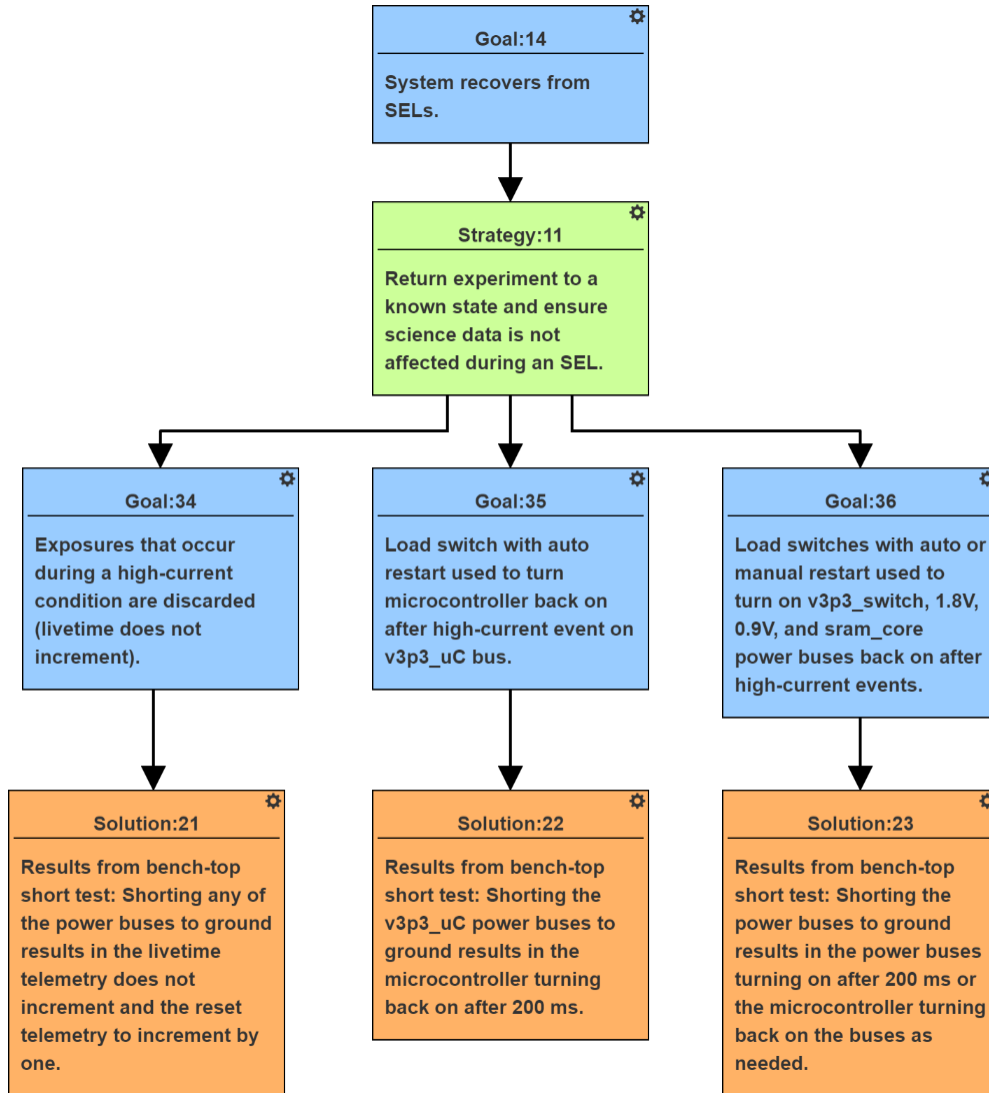 Goal:14
System recovers from
SELs.
Strategy:11
Return experiment to a
known state and ensure
science data is not
affected during an SEL.
Goal:34
Exposures that occur
during a high-current
condition are discarded
(livetime does not
increment).
Goal:35
Load switch with auto
restart used to turn
microcontroller back on
after high-current event on
v3p3_uC bus.
Goal:36
Load switches with auto or
manual restart used to
turn on v3p3_switch, 1.8V,
0.9V, and sram_core
power buses back on after
high-current events.
Solution:21
Results from bench-top
short test: Shorting any of
the power buses to ground
results in the livetime
telemetry does not
increment and the reset
telemetry to increment by
one.
Solution:22
Results from bench-top
short test: Shorting the
v3p3_uC power buses to
ground results in the
microcontroller turning
back on after 200 ms.
Solution:23
Results from bench-top
short test: Shorting the
power buses to ground
results in the power buses
turning on after 200 ms or
the microcontroller turning
back on the buses as
needed.